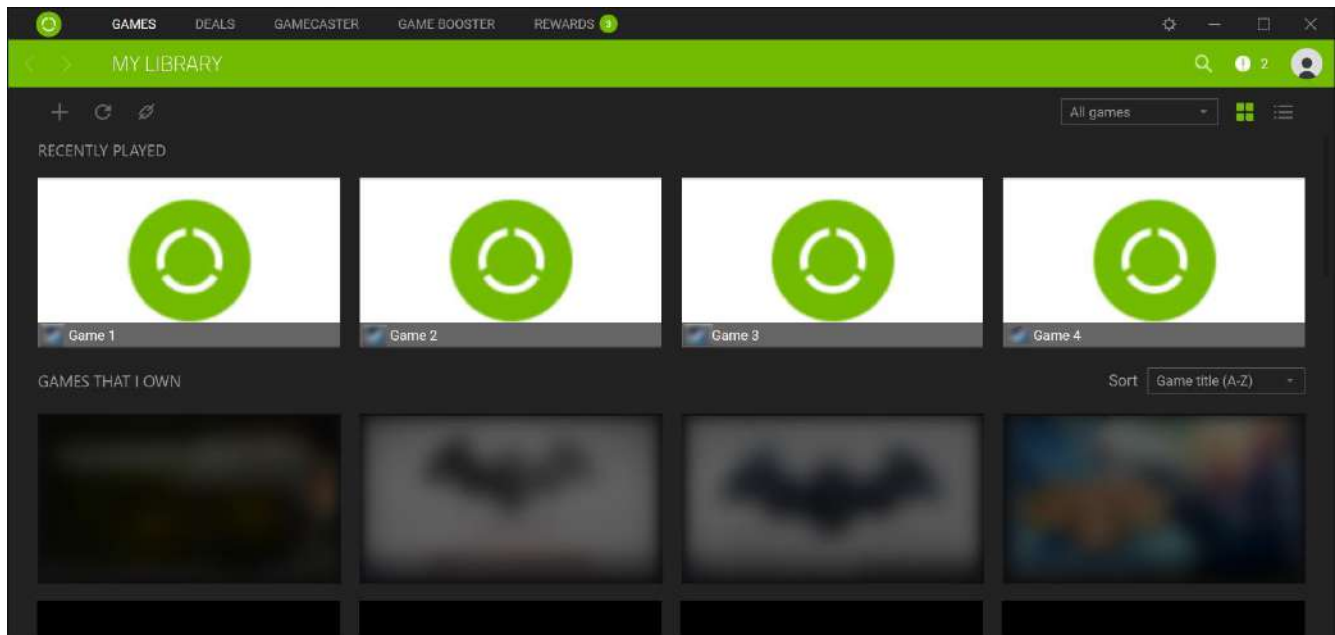 GAMES DEALS GAMECASTER GAME BOOSTER REWARDS 3
MY LIBRARY 2
All games
RECENTLY PLAYED
Game 1 Game 2 Game 3 Game 4
GAMES THAT I OWN Sort Game title (A-Z)